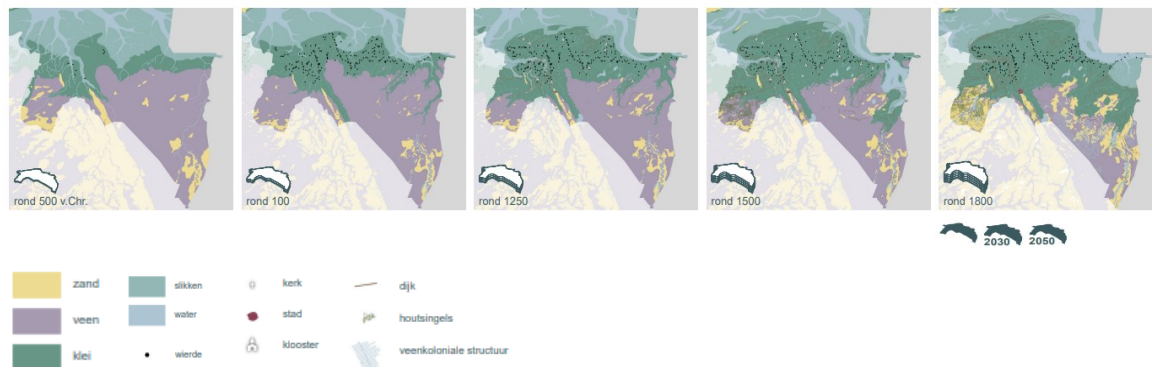 rond 500 v.Chr.
rond 100
rond 1250
rond 1500
rond 1800
2030
2050
zand
slikken
kerk
dijk
veen
water
stad
houtsingels
klei
wierde
klooster
veenkoloniale structuur